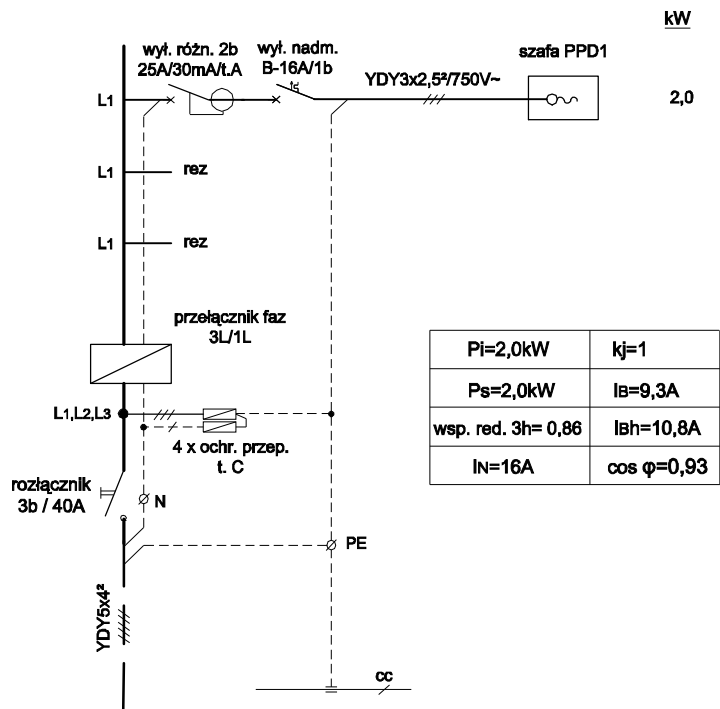 kW
wył. różn. 2b
25A/30mA/t.A
wył. nadm.
B-16A/1b
szafa PPD1
YDY3x2,5²/750V~
L1
2,0
L1
rez
L1
rez
przełącznik faz
3L/1L
L1,L2,L3
4 x ochr. przep.
t. C
rozłącznik
3b / 40A
N
PE
YDY5x4²
cc
Pi=2,0kW
kj=1
Ps=2,0kW
IB=9,3A
wsp. red. 3h= 0,86
IBh=10,8A
IN=16A
cos φ=0,93